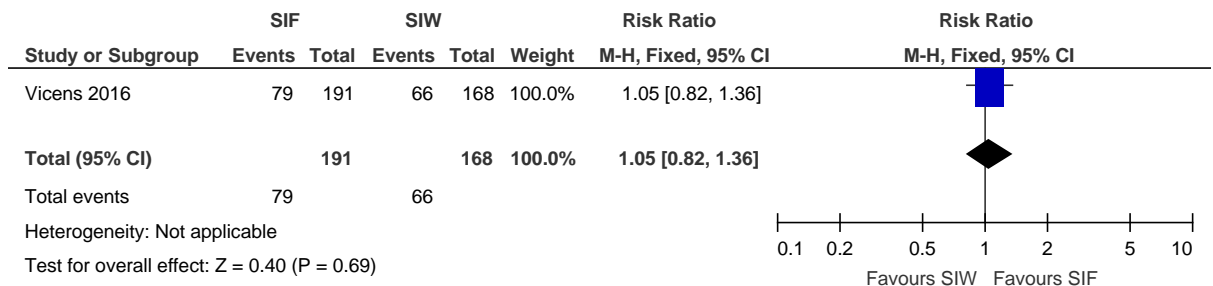 SIF SIW Risk Ratio Risk Ratio
Study or Subgroup Events Total Events Total Weight M-H, Fixed, 95% CI M-H, Fixed, 95% CI
Vicens 2016 79 191 66 168 100.0% 1.05 [0.82, 1.36]
Total (95% CI) 191 168 100.0% 1.05 [0.82, 1.36]
Total events 79 66
Heterogeneity: Not applicable
Test for overall effect: Z = 0.40 (P = 0.69)
0.1 0.2 0.5 1 2 5 10
Favours SIW Favours SIF